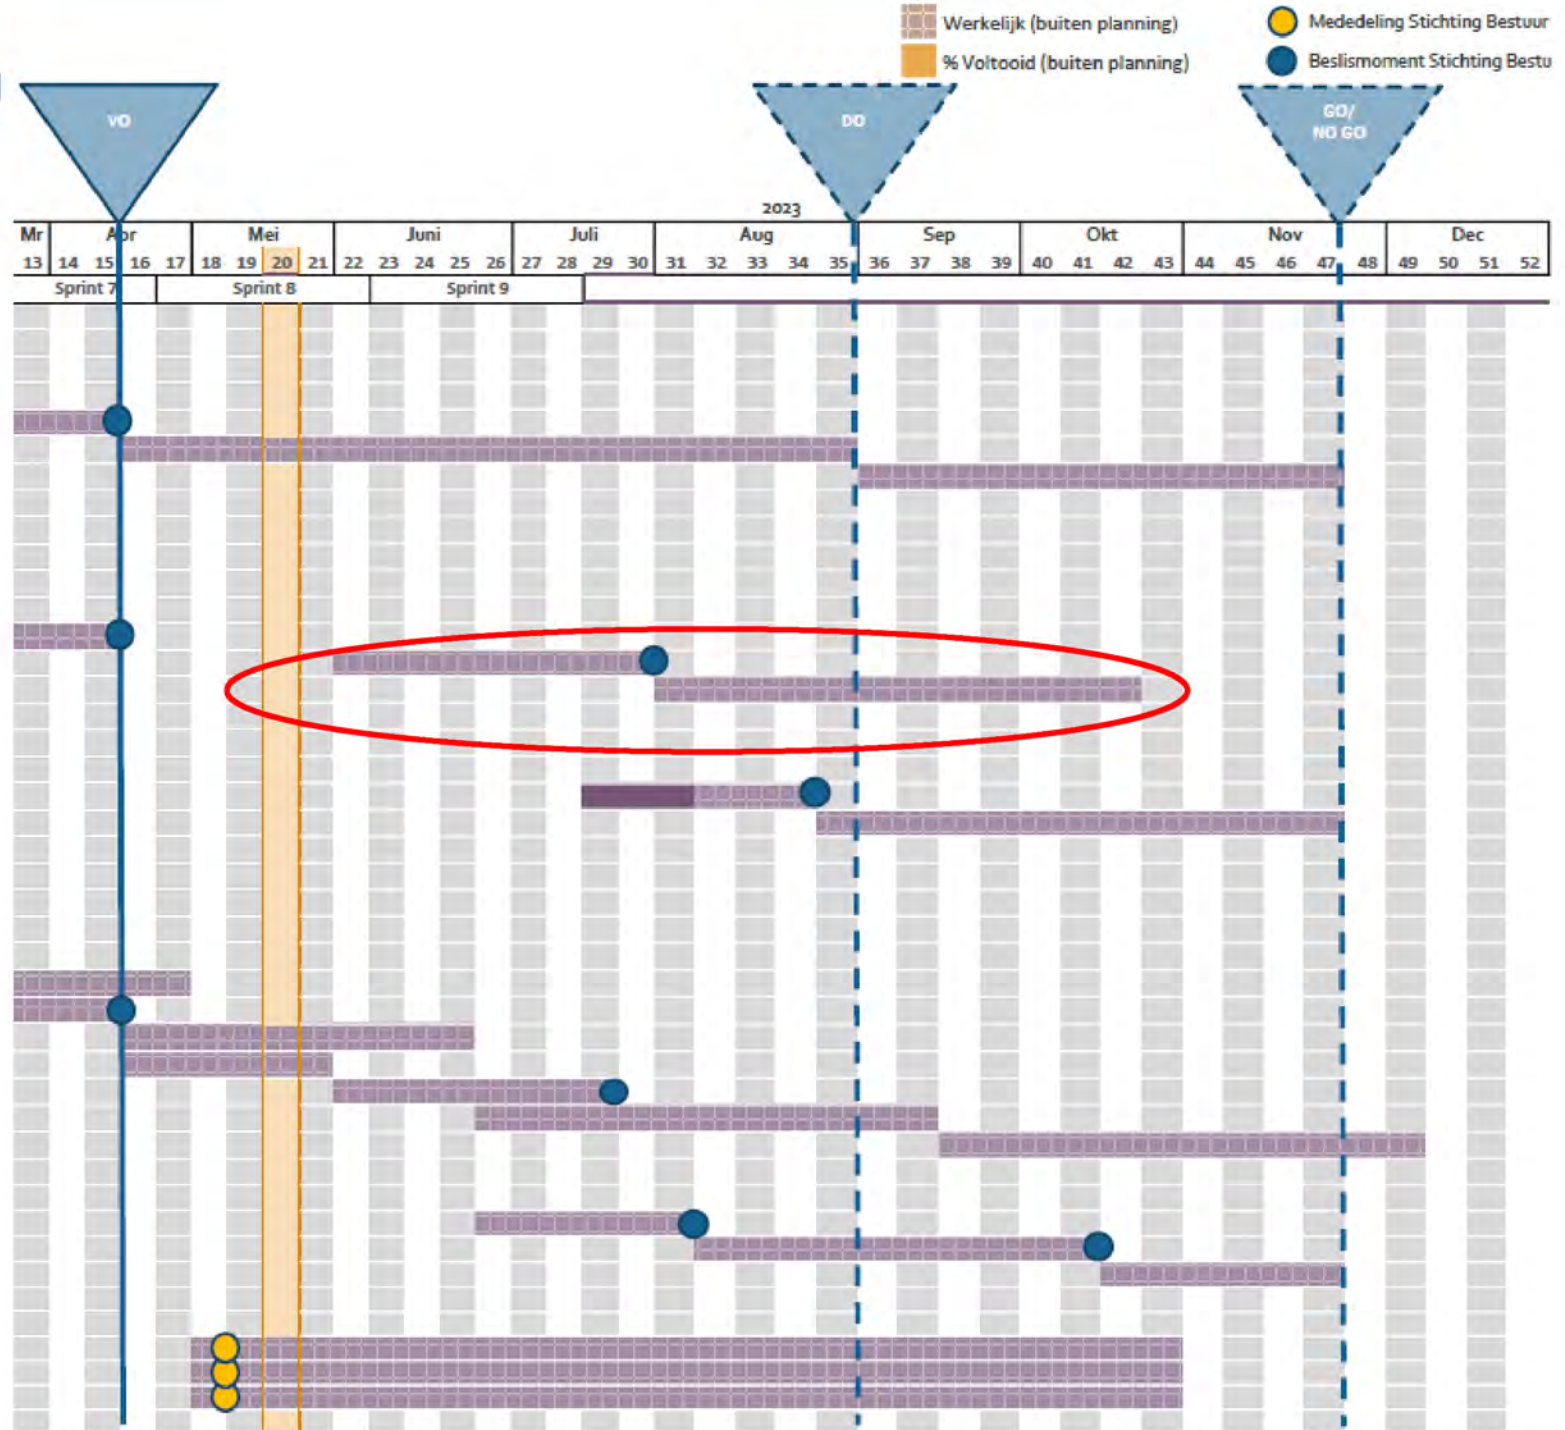 Werkelijk (buiten planning)
Mededeling Stichting Bestuur
% Voltooid (buiten planning)
Beslismoment Stichting Bestu
VO
DO
GO/
NO GO
2023
Mr Apr Mei Juni Juli Aug Sep Okt Nov Dec
13 14 15 16 17 18 19 20 21 22 23 24 25 26 27 28 29 30 31 32 33 34 35 36 37 38 39 40 41 42 43 44 45 46 47 48 49 50 51 52
Sprint 7 Sprint 8 Sprint 9